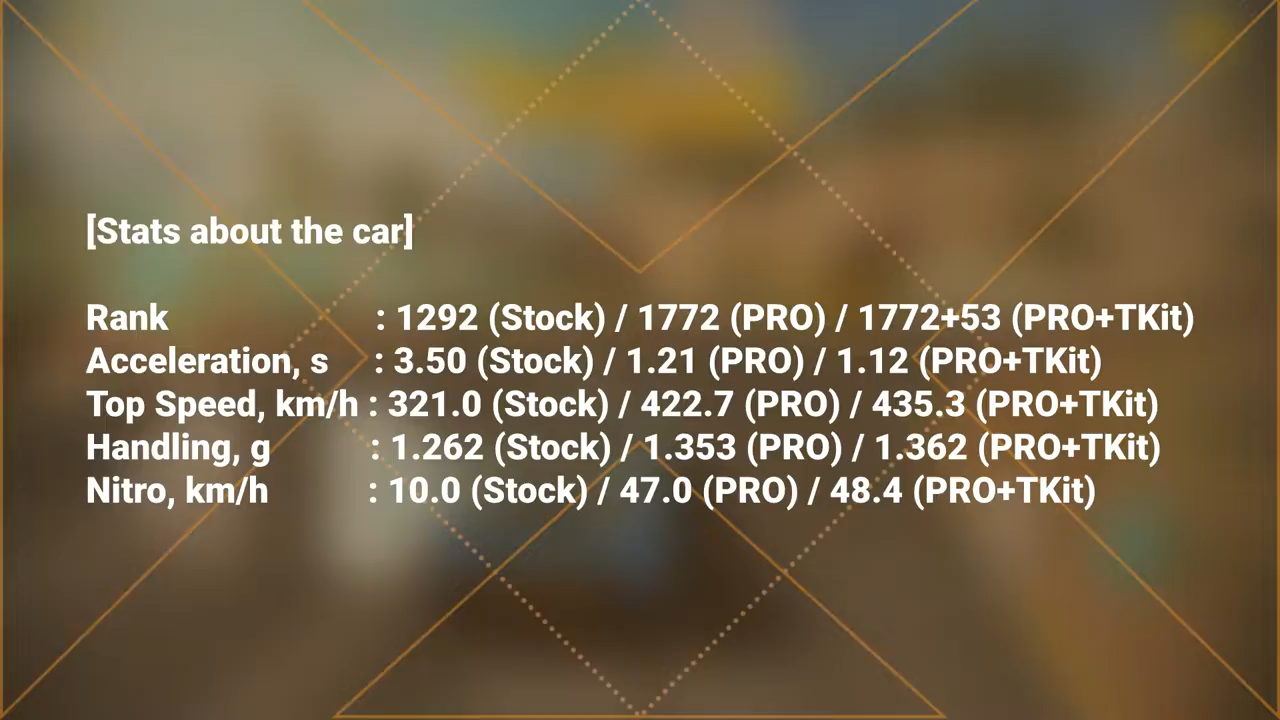 [Stats about the car]
Rank : 1292 (Stock) / 1772 (PRO) / 1772+53 (PRO+TKit)
Acceleration, s : 3.50 (Stock) / 1.21 (PRO) / 1.12 (PRO+TKit)
Top Speed, km/h : 321.0 (Stock) / 422.7 (PRO) / 435.3 (PRO+TKit)
Handling, g : 1.262 (Stock) / 1.353 (PRO) / 1.362 (PRO+TKit)
Nitro, km/h : 10.0 (Stock) / 47.0 (PRO) / 48.4 (PRO+TKit)